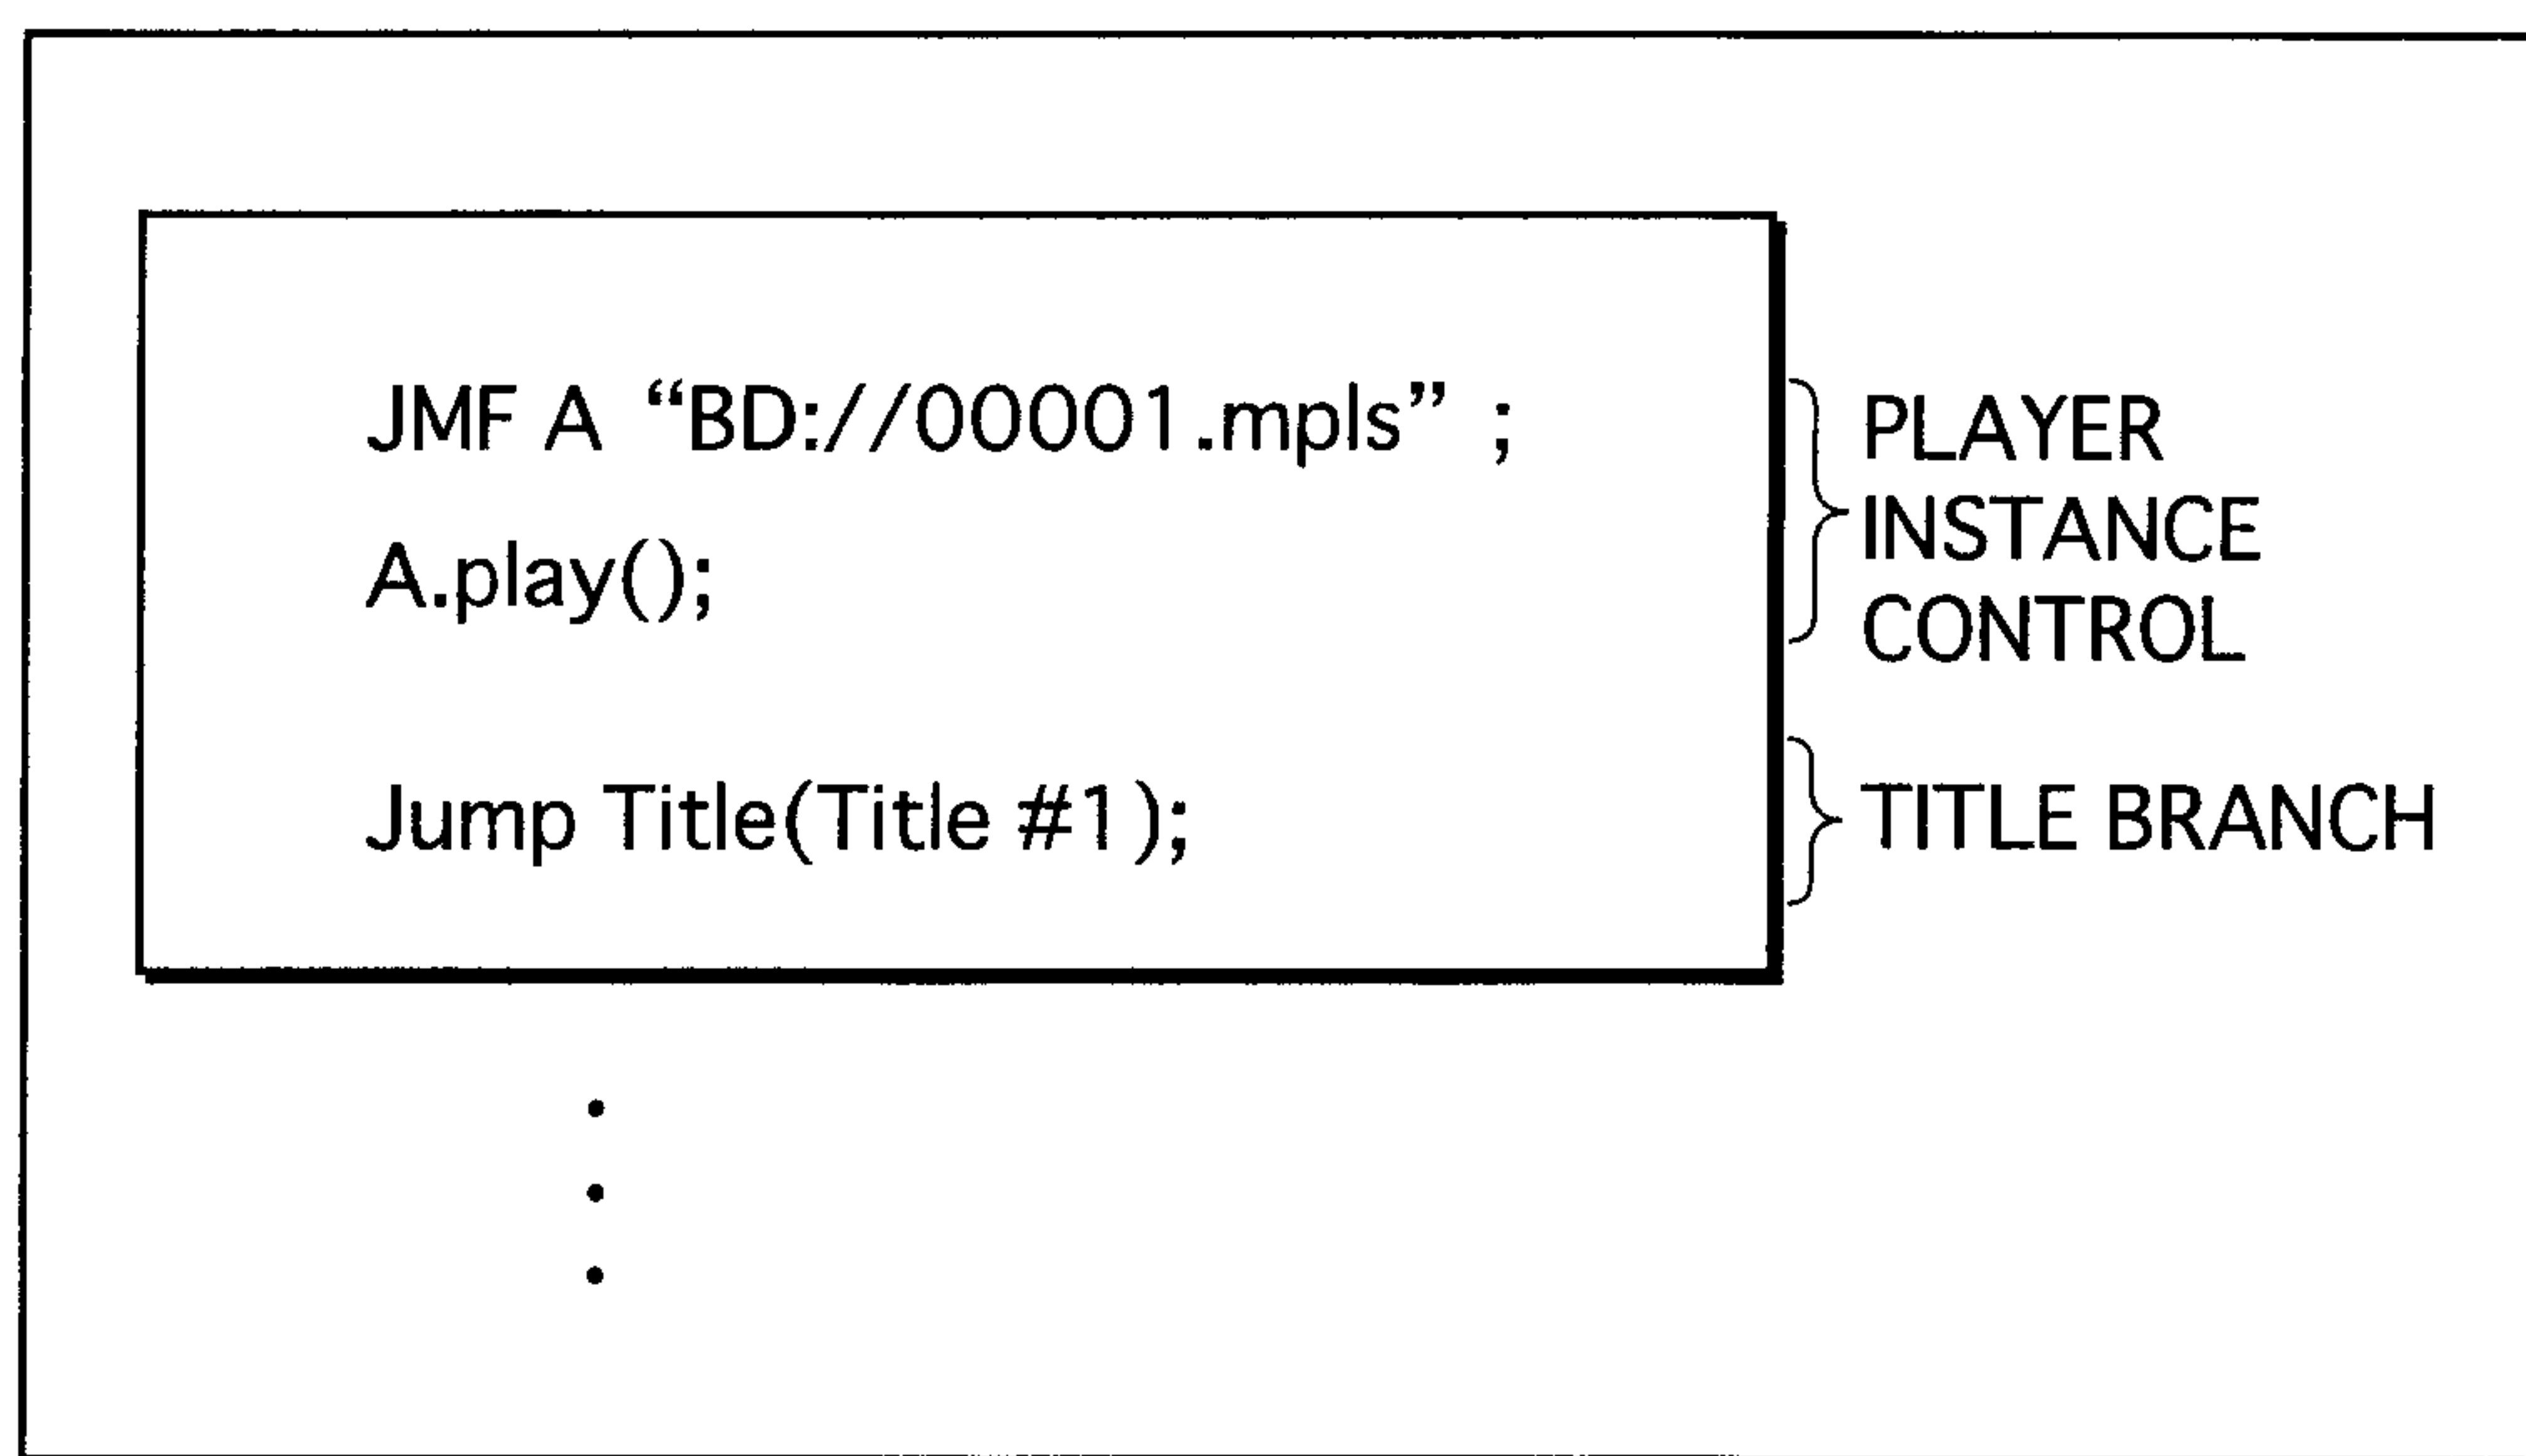 JMF A “BD://00001.mpls” ;
A.play();
Jump Title(Title #1);
PLAYER
INSTANCE
CONTROL
TITLE BRANCH